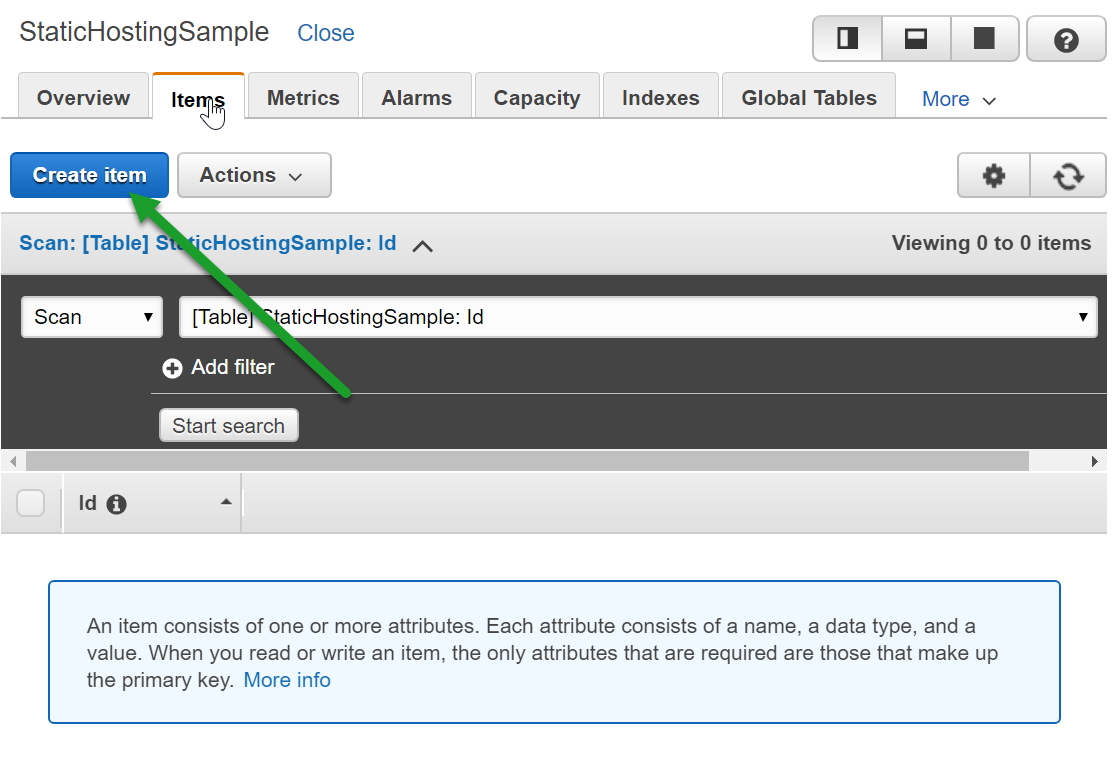 StaticHostingSample Close
Overview Items Metrics Alarms Capacity Indexes Global Tables More
Create item Actions
Scan: [Table] StaticHostingSample: Id Viewing 0 to 0 items
Scan [Table] StaticHostingSample: Id
Add filter
Start search
Id
An item consists of one or more attributes. Each attribute consists of a name, a data type, and a
value. When you read or write an item, the only attributes that are required are those that make up
the primary key. More info